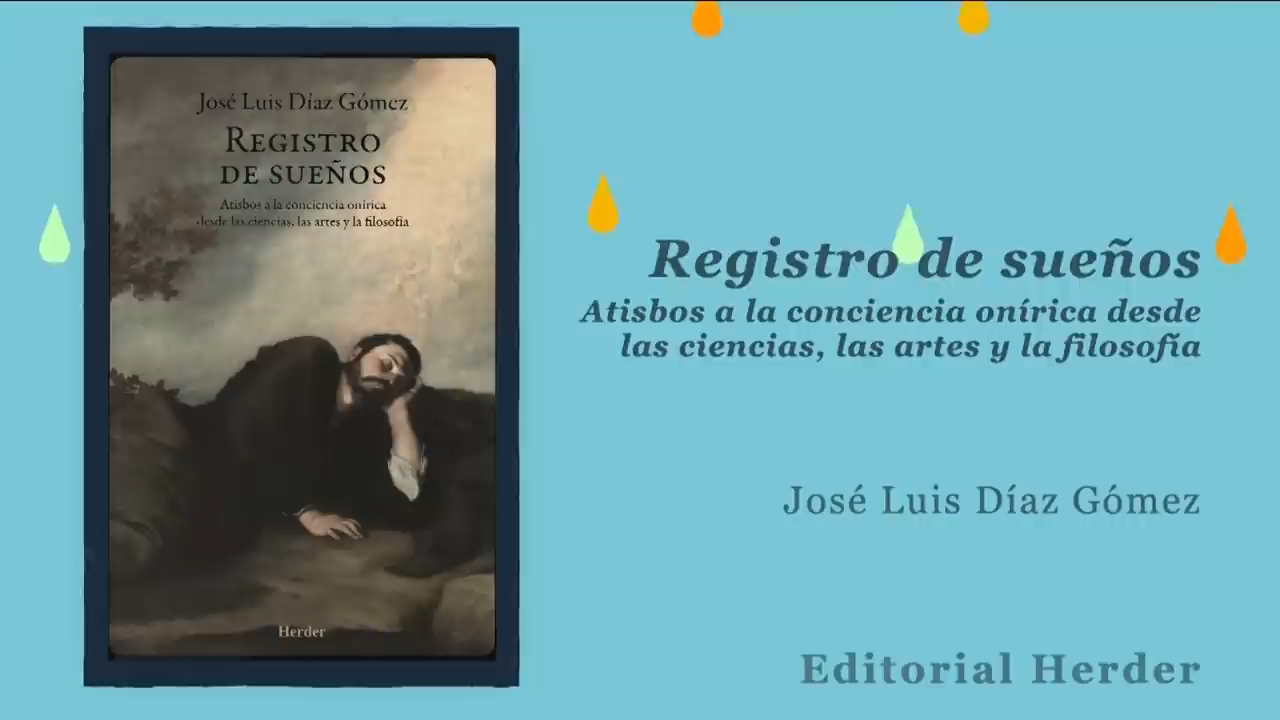 José Luis Díaz Gómez
REGISTRO
DE SUEÑOS
Atisbos a la conciencia onírica
desde las ciencias, las artes y la filosofía
Herder
Registro de sueños
Atisbos a la conciencia onírica desde
las ciencias, las artes y la filosofía
José Luis Díaz Gómez
Editorial Herder